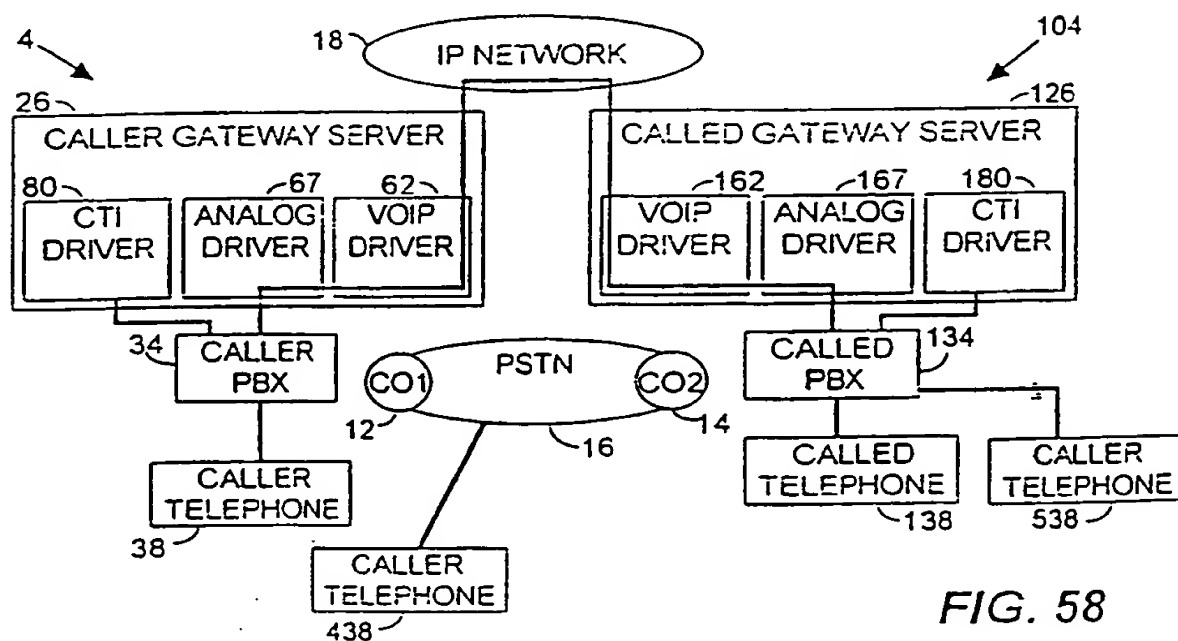 4
18
IP NETWORK
104
26
126
CALLER GATEWAY SERVER
CALLED GATEWAY SERVER
80
67
62
162
167
180
CTI
DRIVER
ANALOG
DRIVER
VOIP
DRIVER
VOIP
DRIVER
ANALOG
DRIVER
CTI
DRIVER
34
CALLER
PBX
CO1
PSTN
CO2
CALLED
PBX
134
12
16
14
CALLER
TELEPHONE
38
CALLED
TELEPHONE
138
CALLER
TELEPHONE
538
CALLER
TELEPHONE
438
FIG. 58